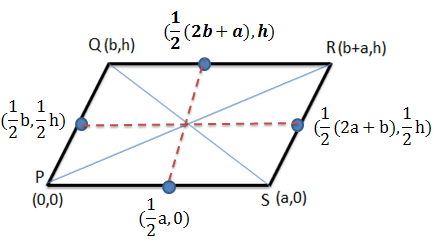 (1/2(2b + a), h)
Q (b,h)
R (b+a,h)
(1/2b, 1/2h)
(1/2(2a + b), 1/2h)
P
(0,0)
S (a,0)
(1/2a, 0)